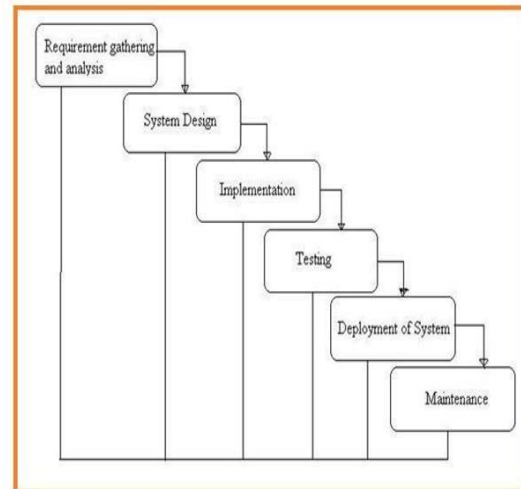 Requirement gathering
and analysis
System Design
Implementation
Testing
Deployment of System
Maintenance